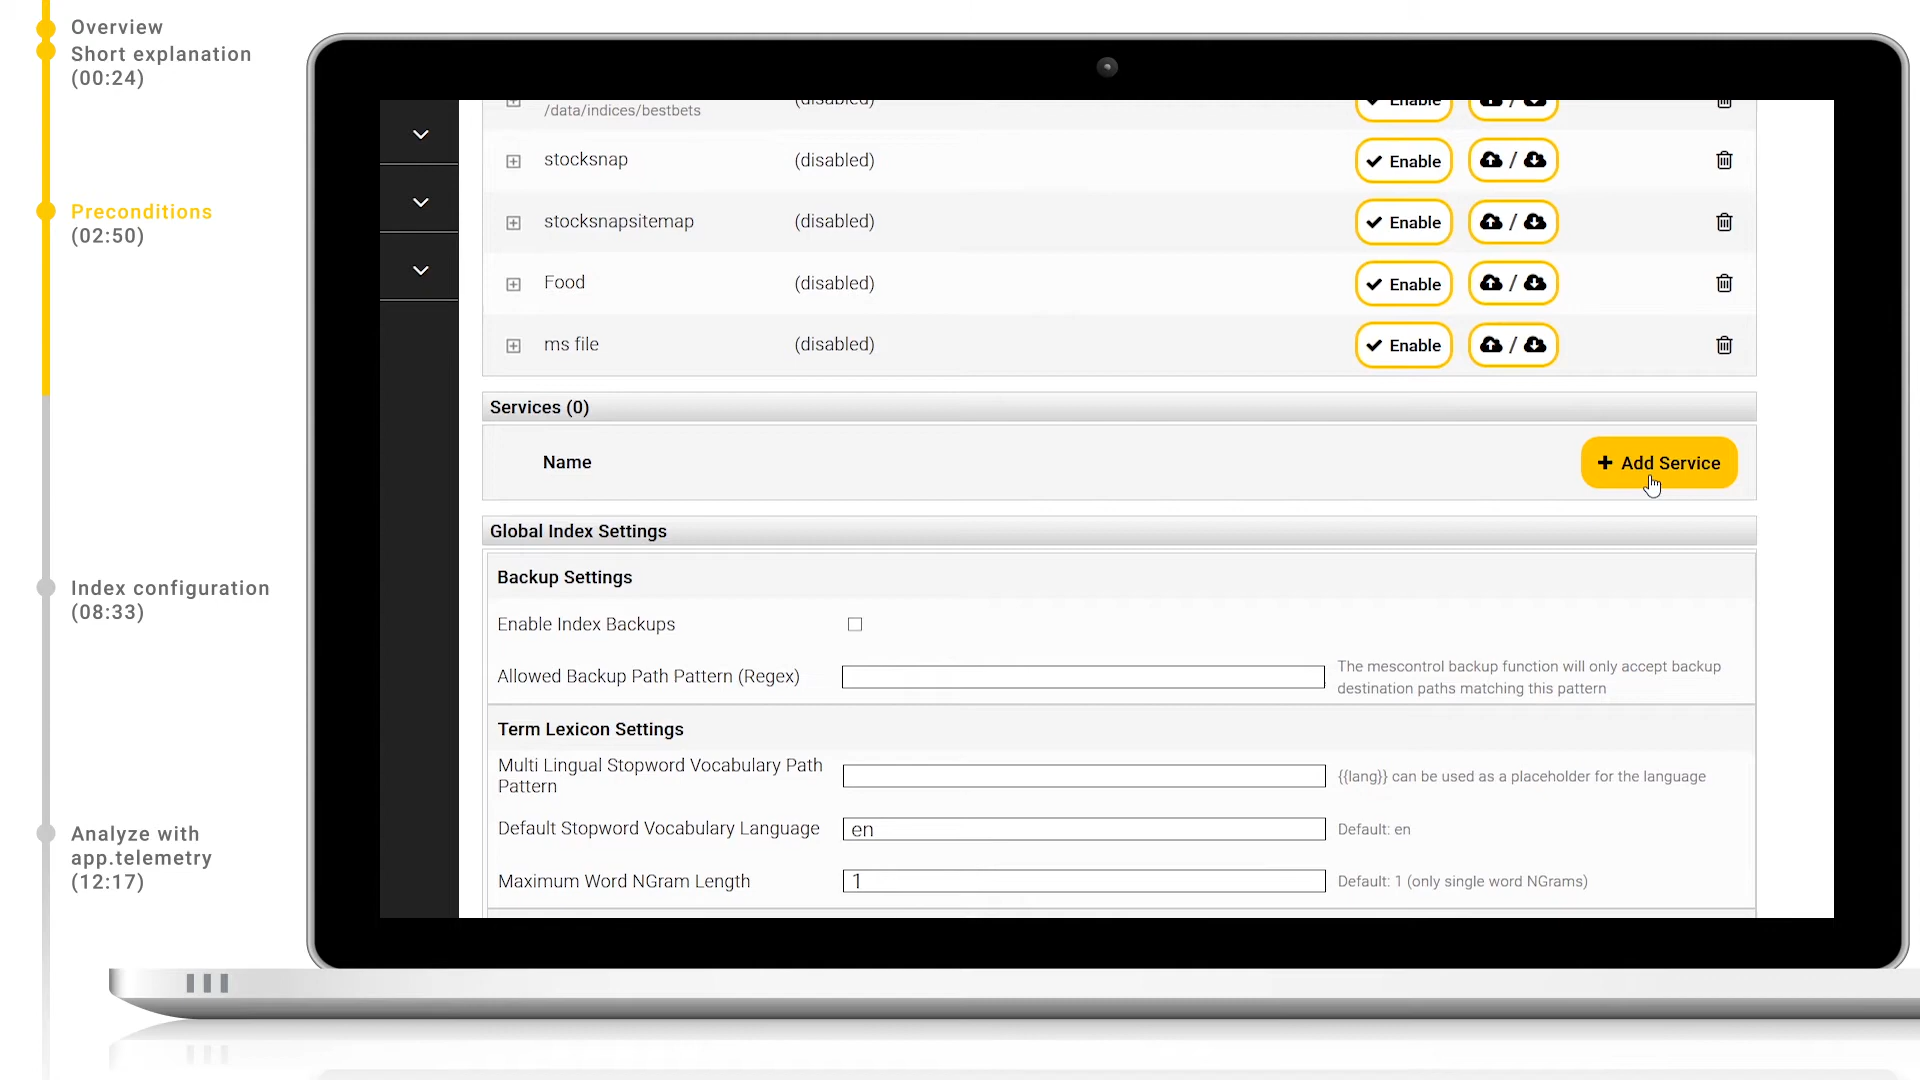 Overview
Short explanation
(00:24)
Preconditions
(02:50)
Index configuration
(08:33)
Analyze with
app.telemetry
(12:17)
(disabled)
Enable
/
/data/indices/bestbets
stocksnap
(disabled)
Enable
/
stocksnapsitemap
(disabled)
Enable
/
Food
(disabled)
Enable
/
ms file
(disabled)
Enable
/
Services (0)
Name
+ Add Service
Global Index Settings
Backup Settings
Enable Index Backups
Allowed Backup Path Pattern (Regex)
The mescontrol backup function will only accept backup
destination paths matching this pattern
Term Lexicon Settings
Multi Lingual Stopword Vocabulary Path
Pattern
{{lang}} can be used as a placeholder for the language
Default Stopword Vocabulary Language
en
Default: en
Maximum Word NGram Length
1
Default: 1 (only single word NGrams)